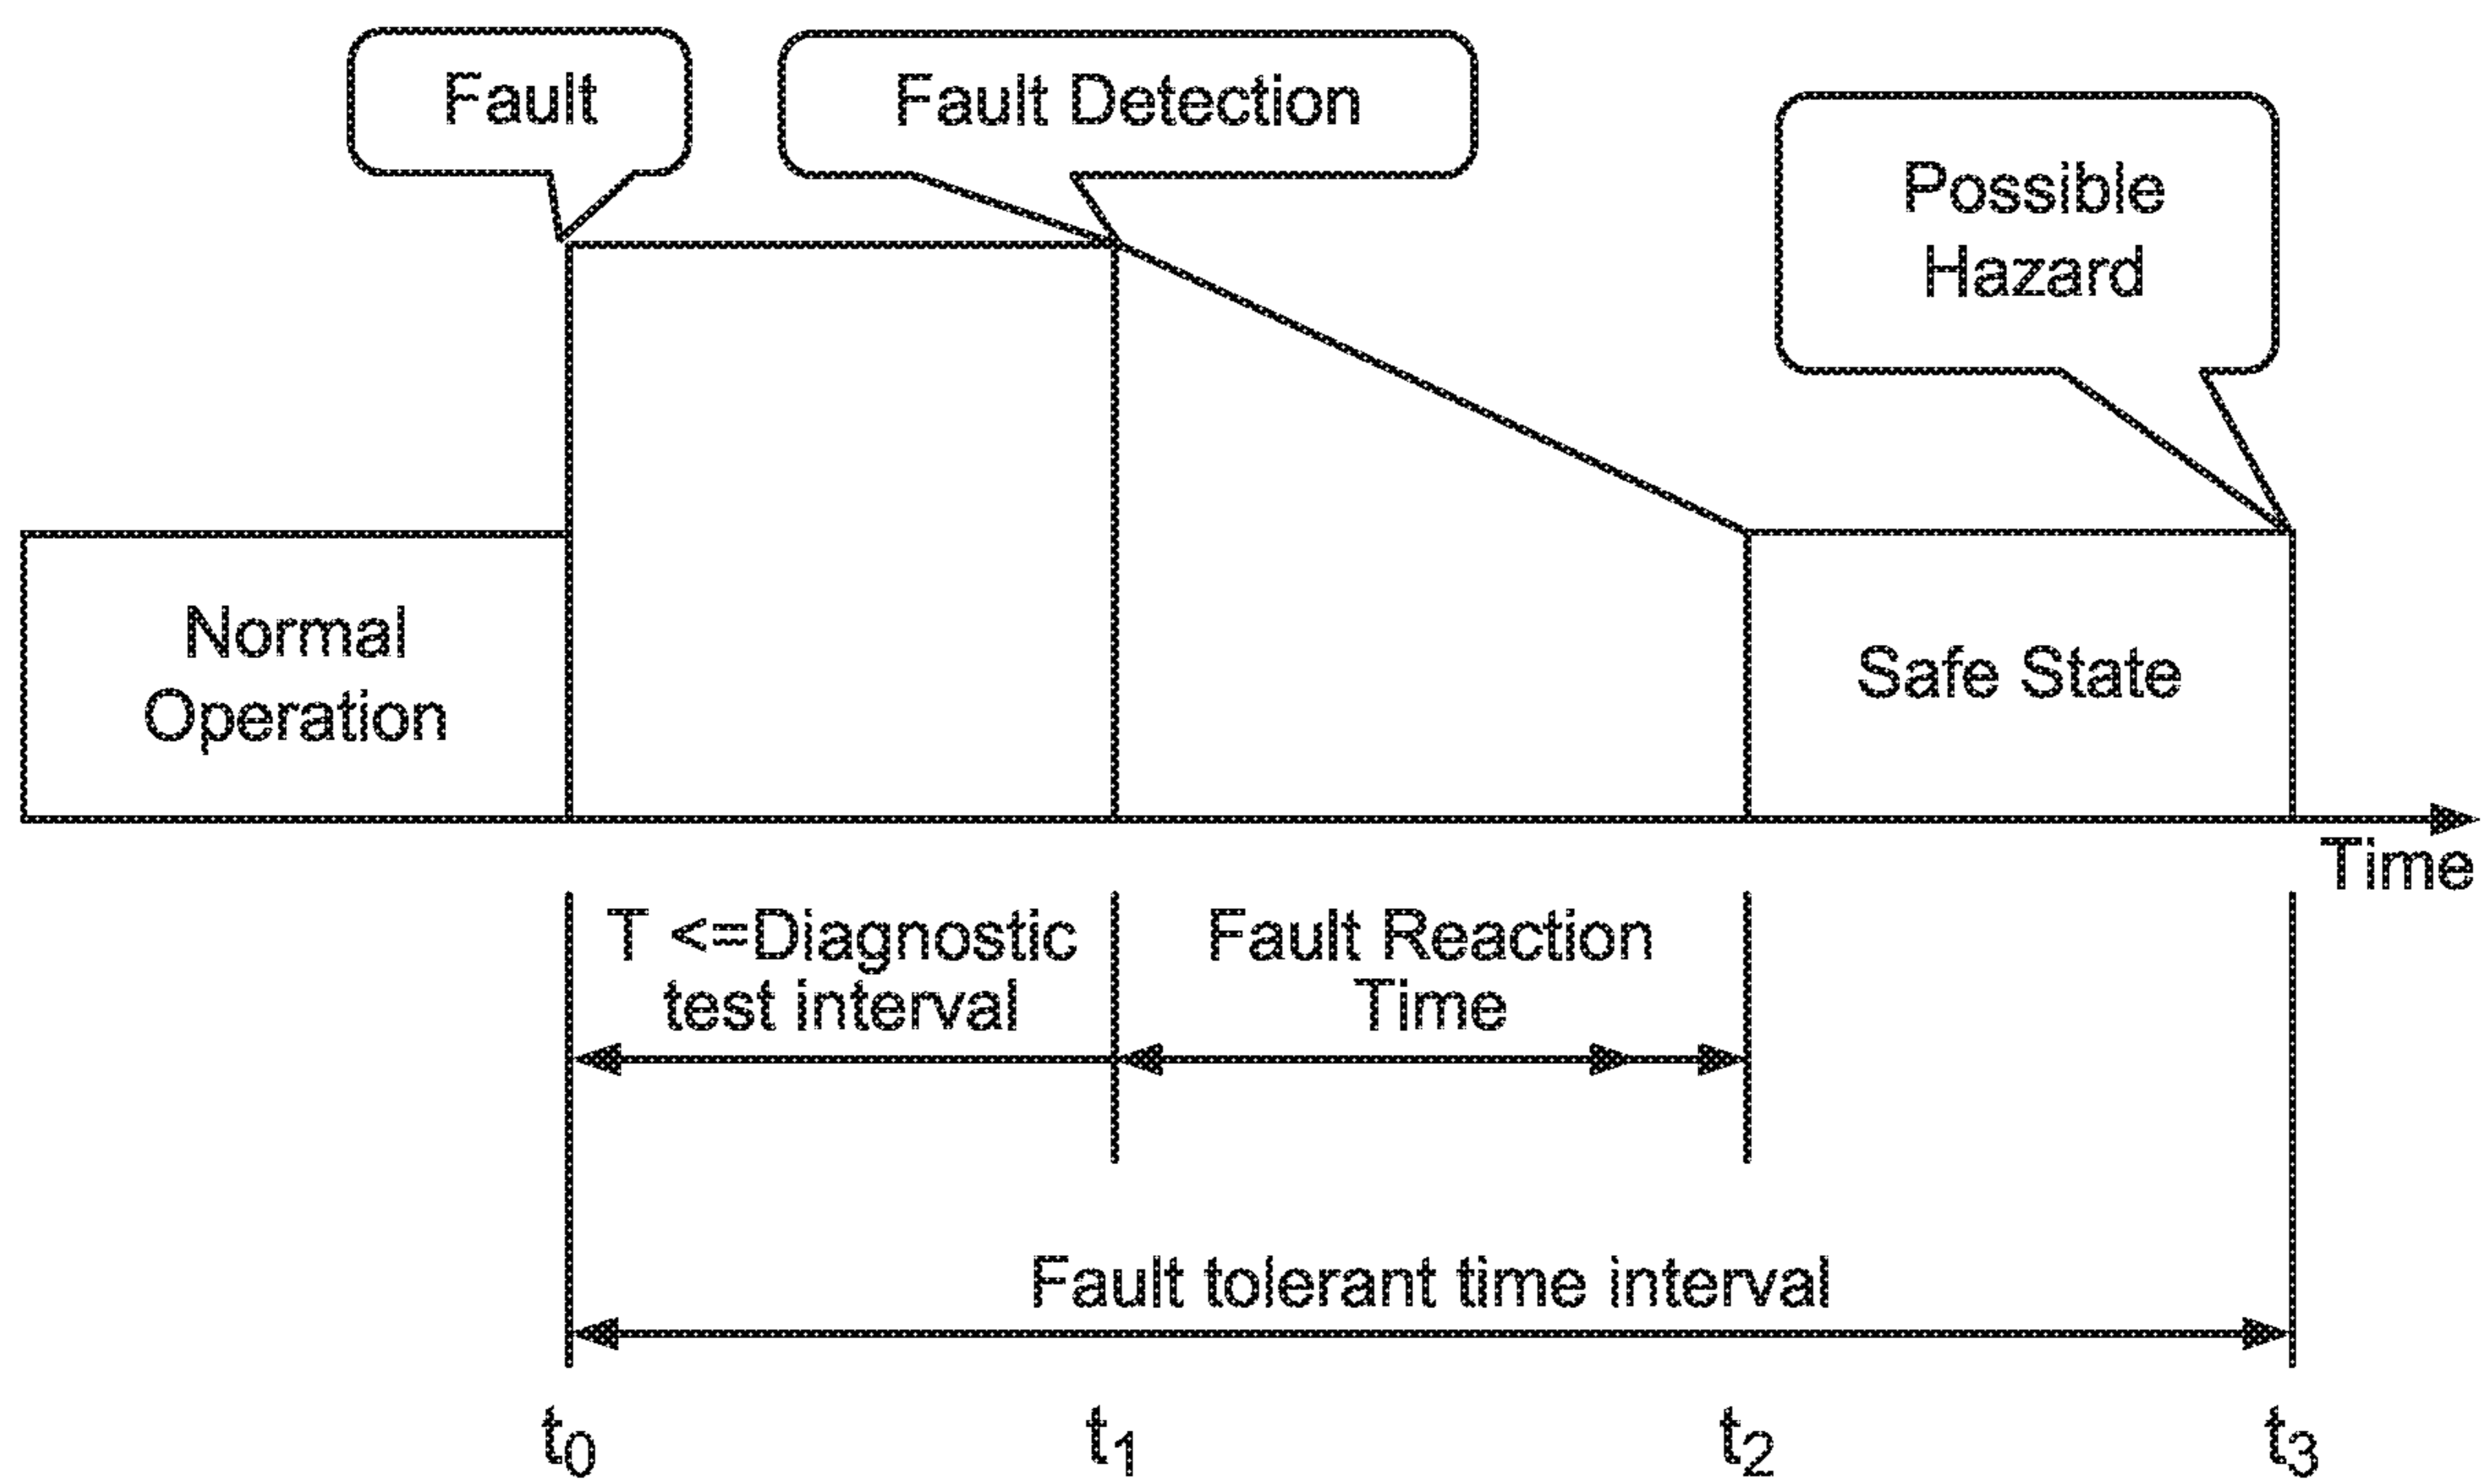 Fault
Fault Detection
Possible
Hazard
Normal
Operation
Safe State
Time
T <=Diagnostic
test interval
Fault Reaction
Time
Fault tolerant time interval
t0
t1
t2
t3